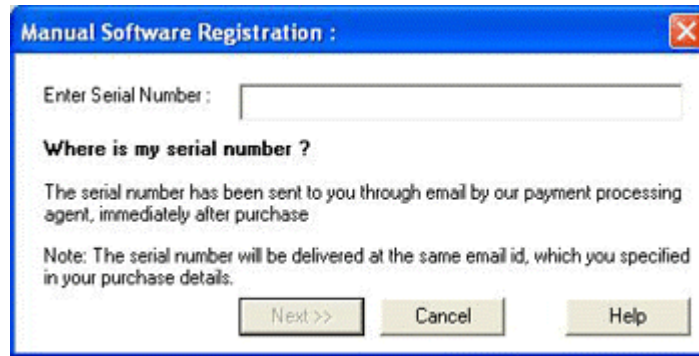 Manual Software Registration :
Enter Serial Number :
Where is my serial number ?
The serial number has been sent to you through email by our payment processing
agent, immediately after purchase
Note: The serial number will be delivered at the same email id, which you specified
in your purchase details.
Next >> Cancel Help